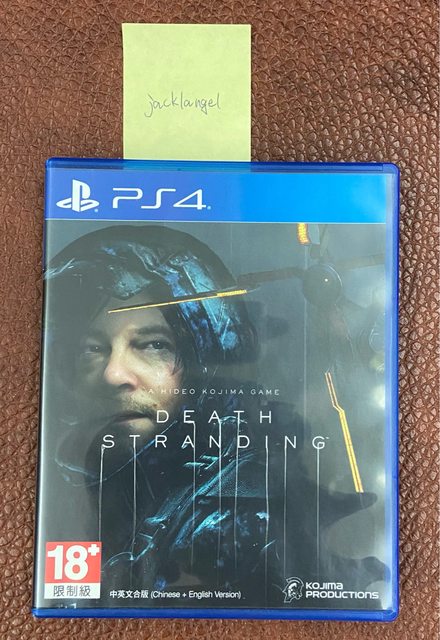 jacklangel
PS4
A HIDEO KOJIMA GAME
DEATH
STRANDING™
18+
限制級
中英文合版 (Chinese + English Version)
KOJIMA
PRODUCTIONS